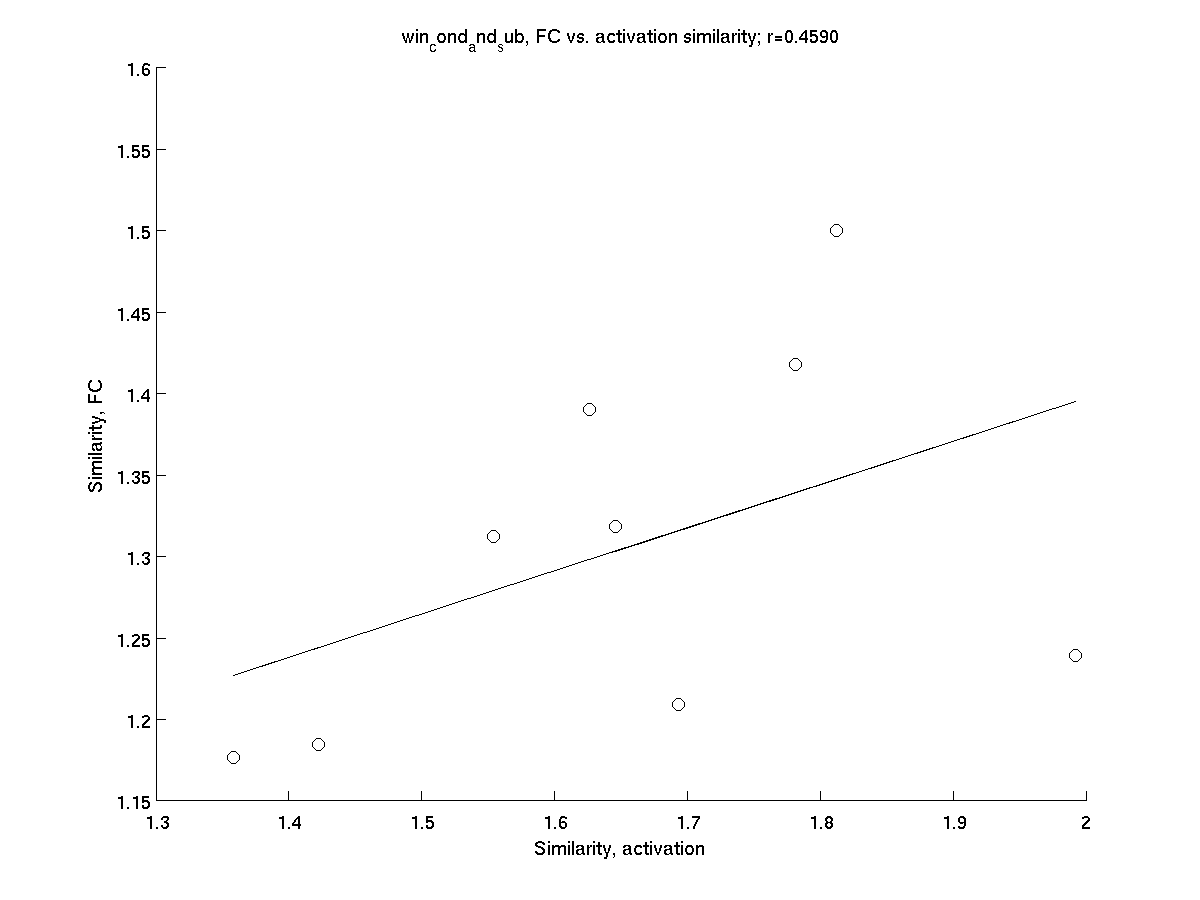 win_cond_and_sub, FC vs. activation similarity; r=0.4590
1.6
1.55
1.5
1.45
1.4
1.35
1.3
1.25
1.2
1.15
Similarity, FC
1.3 1.4 1.5 1.6 1.7 1.8 1.9 2
Similarity, activation